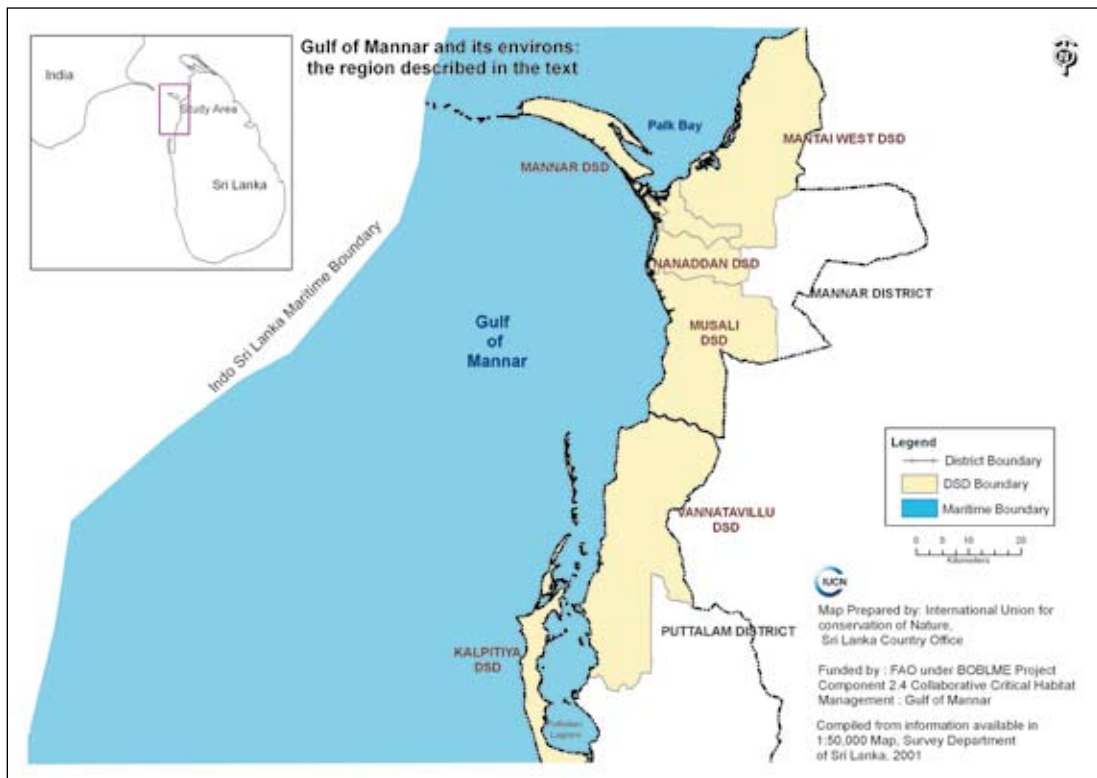 Gulf of Mannar and its environs:
the region described in the text
India
Study Area
Sri Lanka
Palk Bay
MANTAI WEST DSD
MANNAR DSD
Indo Sri Lanka Maritime Boundary
NANADDAN DSD
MANNAR DISTRICT
Gulf
of
Mannar
MUSALI
DSD
Legend
District Boundary
DSD Boundary
Maritime Boundary
0 5 10 20
Kilometers
VANNATAVILLU
DSD
IUCN
Map Prepared by: International Union for
conservation of Nature,
Sri Lanka Country Office
PUTTALAM DISTRICT
KALPITIYA
DSD
Funded by : FAO under BOBLME Project
Component 2.4 Collaborative Critical Habitat
Management : Gulf of Mannar
Puttalam
Lagoon
Compiled from information available in
1:50,000 Map, Survey Department
of Sri Lanka, 2001